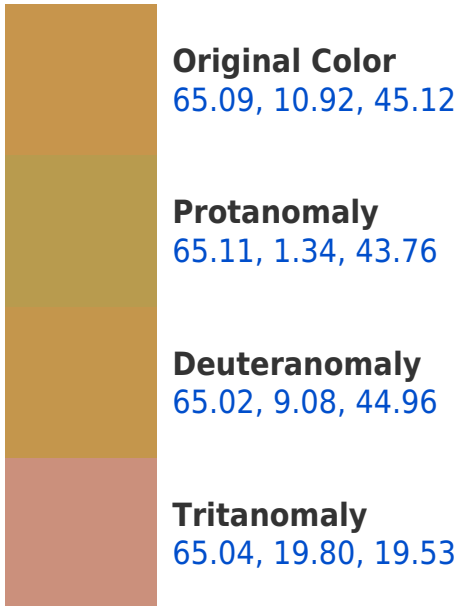 Original Color
65.09, 10.92, 45.12
Protanomaly
65.11, 1.34, 43.76
Deuteranomaly
65.02, 9.08, 44.96
Tritanomaly
65.04, 19.80, 19.53